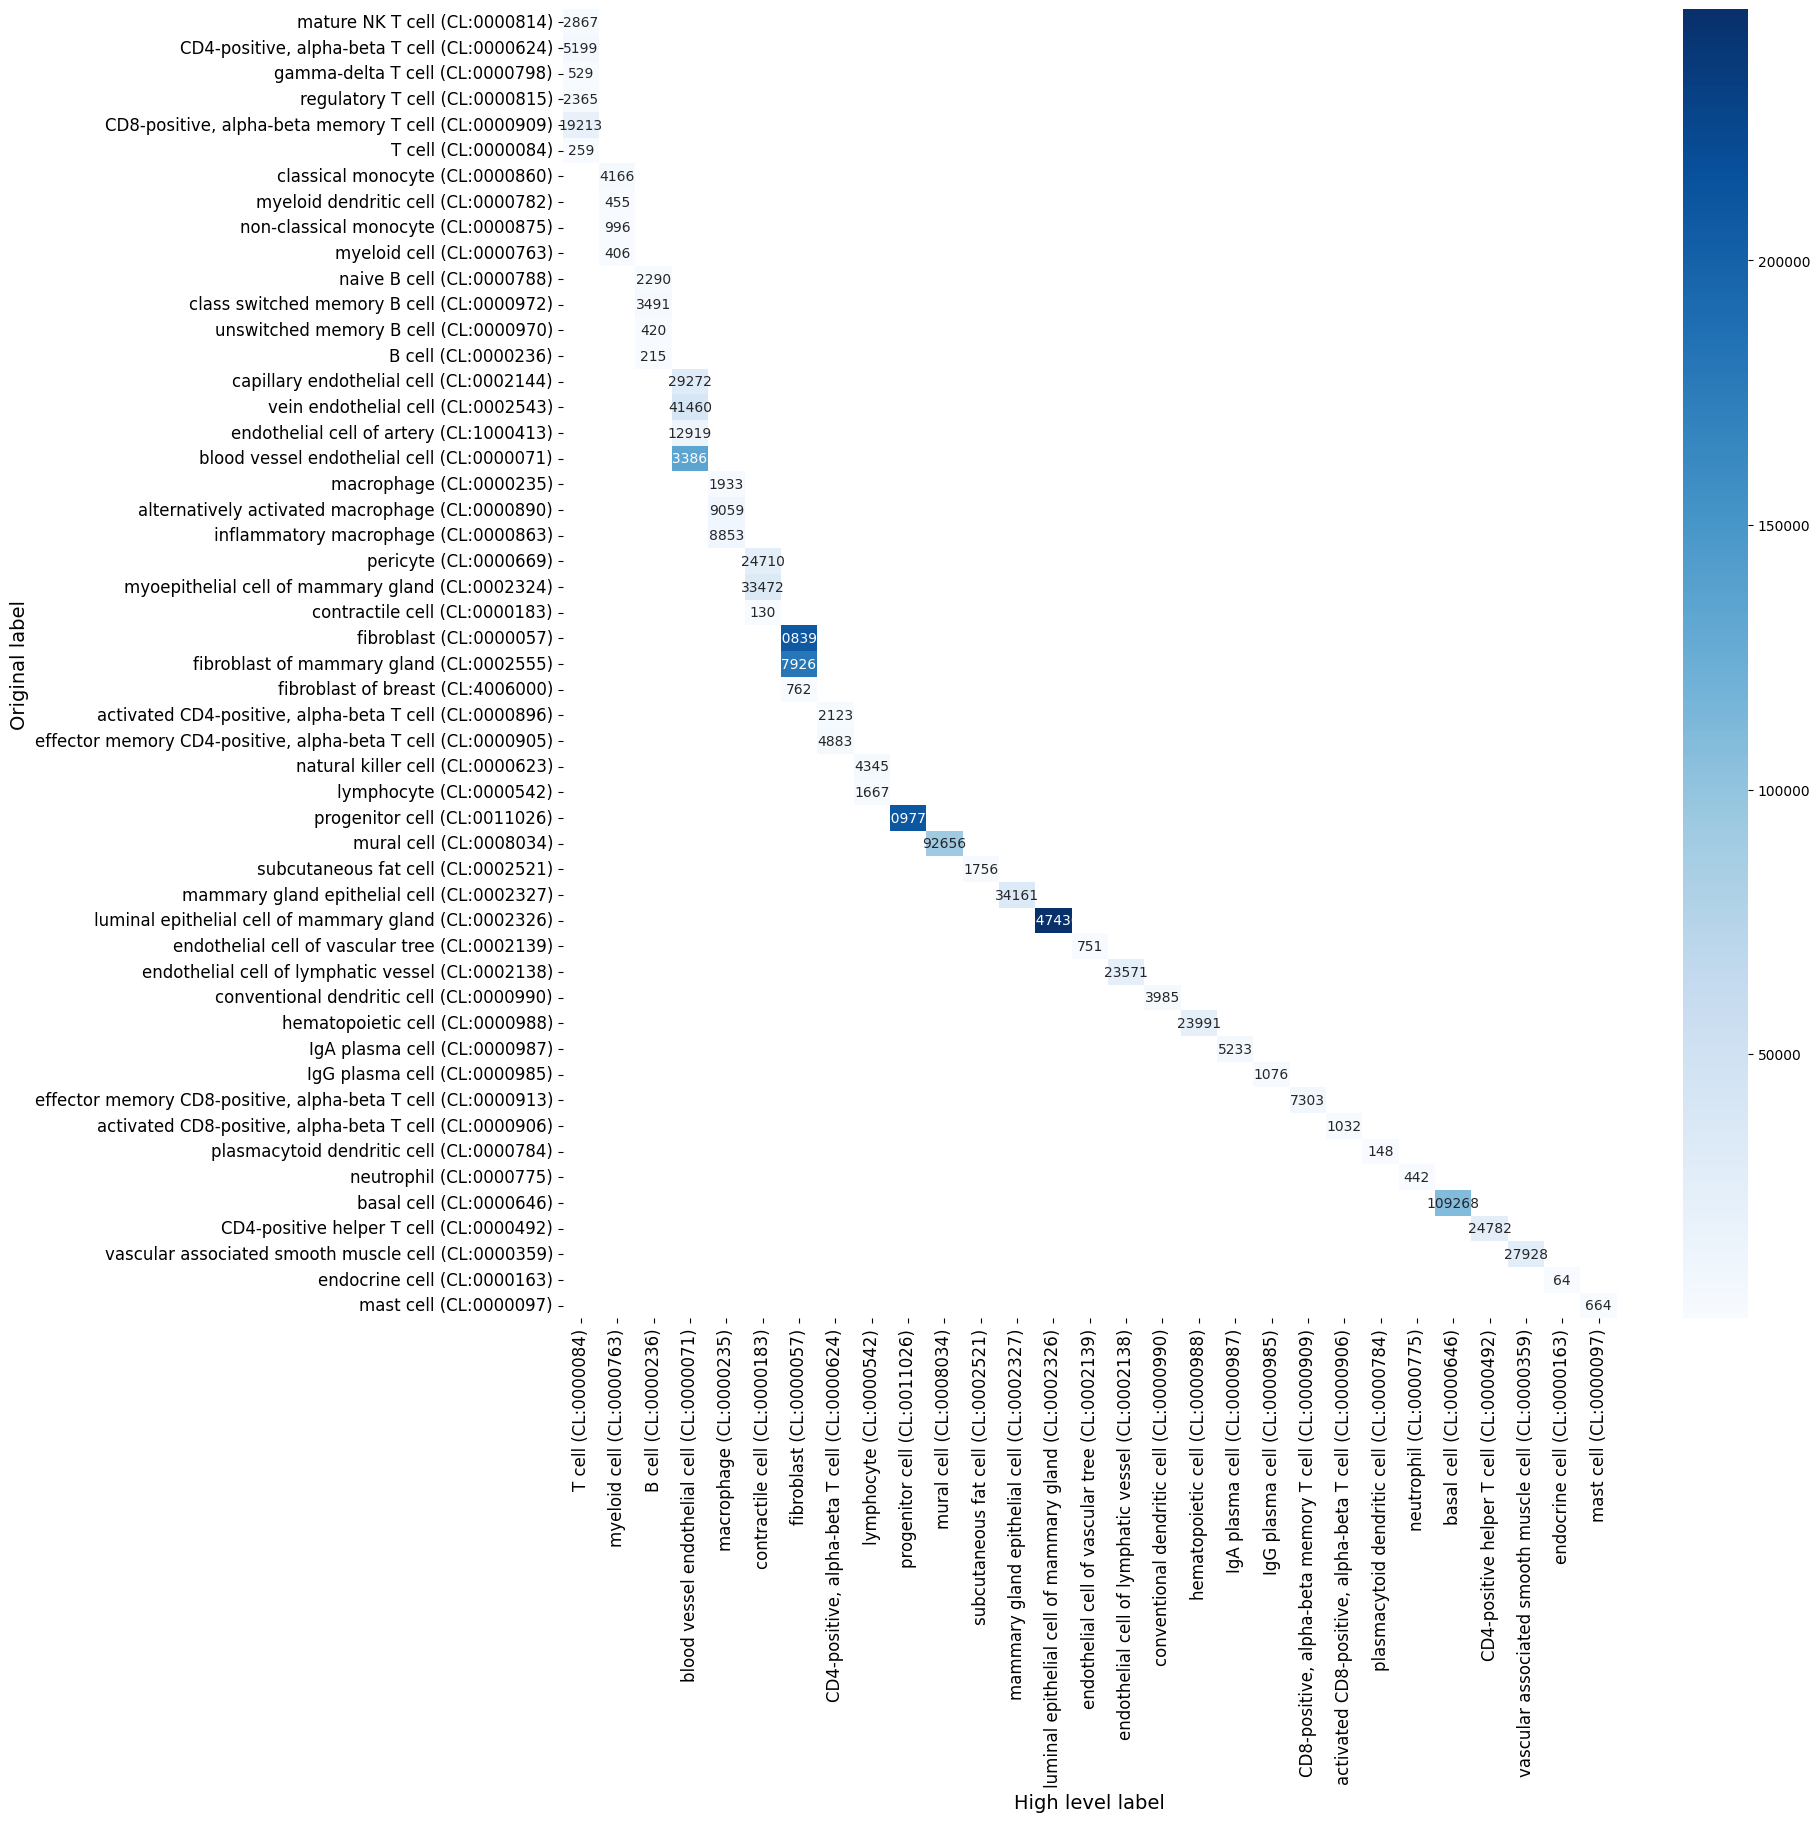 mature NK T cell (CL:0000814) 2867
CD4-positive, alpha-beta T cell (CL:0000624) 5199
gamma-delta T cell (CL:0000798) 529
regulatory T cell (CL:0000815) 2365
CD8-positive, alpha-beta memory T cell (CL:0000909) 19213
T cell (CL:0000084) 259
classical monocyte (CL:0000860) 4166
myeloid dendritic cell (CL:0000782) 455
non-classical monocyte (CL:0000875) 996
myeloid cell (CL:0000763) 406
naive B cell (CL:0000788) 2290
class switched memory B cell (CL:0000972) 3491
unswitched memory B cell (CL:0000970) 420
B cell (CL:0000236) 215
capillary endothelial cell (CL:0002144) 29272
vein endothelial cell (CL:0002543) 41460
endothelial cell of artery (CL:1000413) 12919
blood vessel endothelial cell (CL:0000071) 3386
macrophage (CL:0000235) 1933
alternatively activated macrophage (CL:0000890) 9059
inflammatory macrophage (CL:0000863) 8853
pericyte (CL:0000669) 24710
myoepithelial cell of mammary gland (CL:0002324) 33472
contractile cell (CL:0000183) 130
fibroblast (CL:0000057) 0839
fibroblast of mammary gland (CL:0002555) 7926
fibroblast of breast (CL:4006000) 762
activated CD4-positive, alpha-beta T cell (CL:0000896) 2123
effector memory CD4-positive, alpha-beta T cell (CL:0000905) 4883
natural killer cell (CL:0000623) 4345
lymphocyte (CL:0000542) 1667
progenitor cell (CL:0011026) 0977
mural cell (CL:0008034) 92656
subcutaneous fat cell (CL:0002521) 1756
mammary gland epithelial cell (CL:0002327) 34161
luminal epithelial cell of mammary gland (CL:0002326) 4743
endothelial cell of vascular tree (CL:0002139) 751
endothelial cell of lymphatic vessel (CL:0002138) 23571
conventional dendritic cell (CL:0000990) 3985
hematopoietic cell (CL:0000988) 23991
IgA plasma cell (CL:0000987) 5233
IgG plasma cell (CL:0000985) 1076
effector memory CD8-positive, alpha-beta T cell (CL:0000913) 7303
activated CD8-positive, alpha-beta T cell (CL:0000906) 1032
plasmacytoid dendritic cell (CL:0000784) 148
neutrophil (CL:0000775) 442
basal cell (CL:0000646) 109268
CD4-positive helper T cell (CL:0000492) 24782
vascular associated smooth muscle cell (CL:0000359) 27928
endocrine cell (CL:0000163) 64
mast cell (CL:0000097) 664
Original label
T cell (CL:0000084)
myeloid cell (CL:0000763)
B cell (CL:0000236)
blood vessel endothelial cell (CL:0000071)
macrophage (CL:0000235)
contractile cell (CL:0000183)
fibroblast (CL:0000057)
CD4-positive, alpha-beta T cell (CL:0000624)
lymphocyte (CL:0000542)
progenitor cell (CL:0011026)
mural cell (CL:0008034)
subcutaneous fat cell (CL:0002521)
mammary gland epithelial cell (CL:0002327)
luminal epithelial cell of mammary gland (CL:0002326)
endothelial cell of vascular tree (CL:0002139)
endothelial cell of lymphatic vessel (CL:0002138)
conventional dendritic cell (CL:0000990)
hematopoietic cell (CL:0000988)
IgA plasma cell (CL:0000987)
IgG plasma cell (CL:0000985)
CD8-positive, alpha-beta memory T cell (CL:0000909)
activated CD8-positive, alpha-beta T cell (CL:0000906)
plasmacytoid dendritic cell (CL:0000784)
neutrophil (CL:0000775)
basal cell (CL:0000646)
CD4-positive helper T cell (CL:0000492)
vascular associated smooth muscle cell (CL:0000359)
endocrine cell (CL:0000163)
mast cell (CL:0000097)
High level label
200000
150000
100000
50000